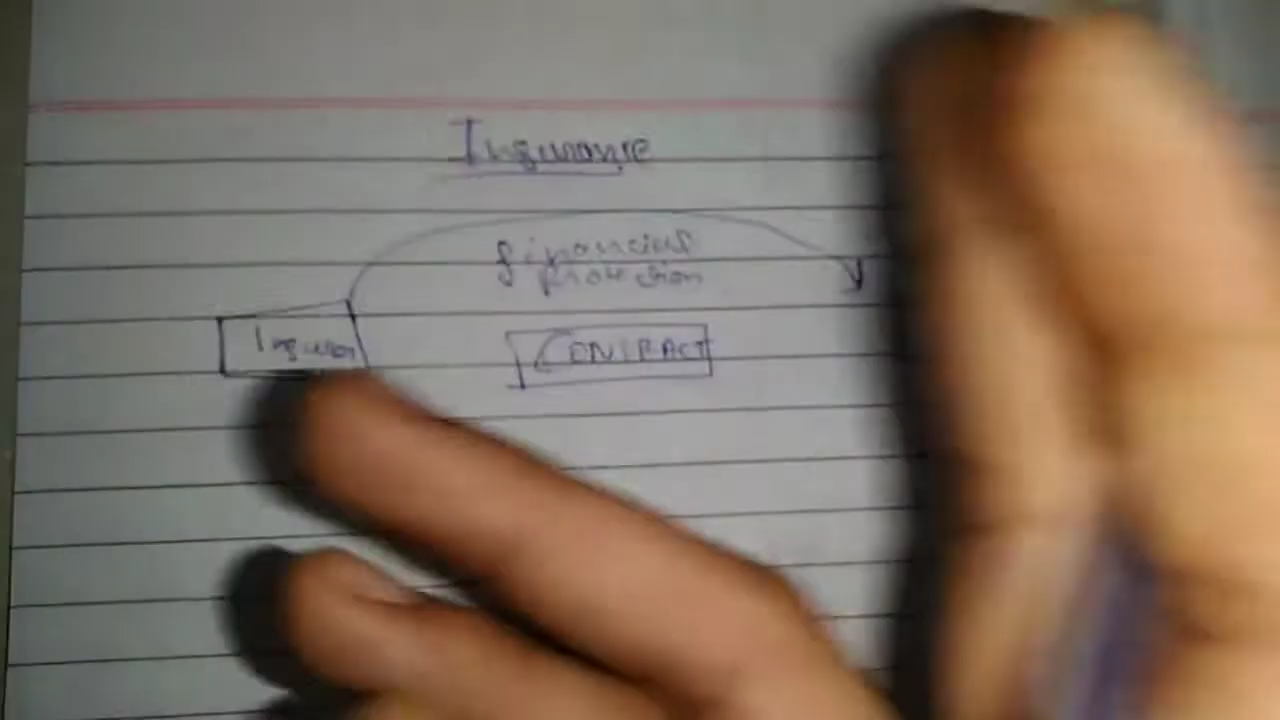 Insurance
financial
protection
Insurer
CONTRACT